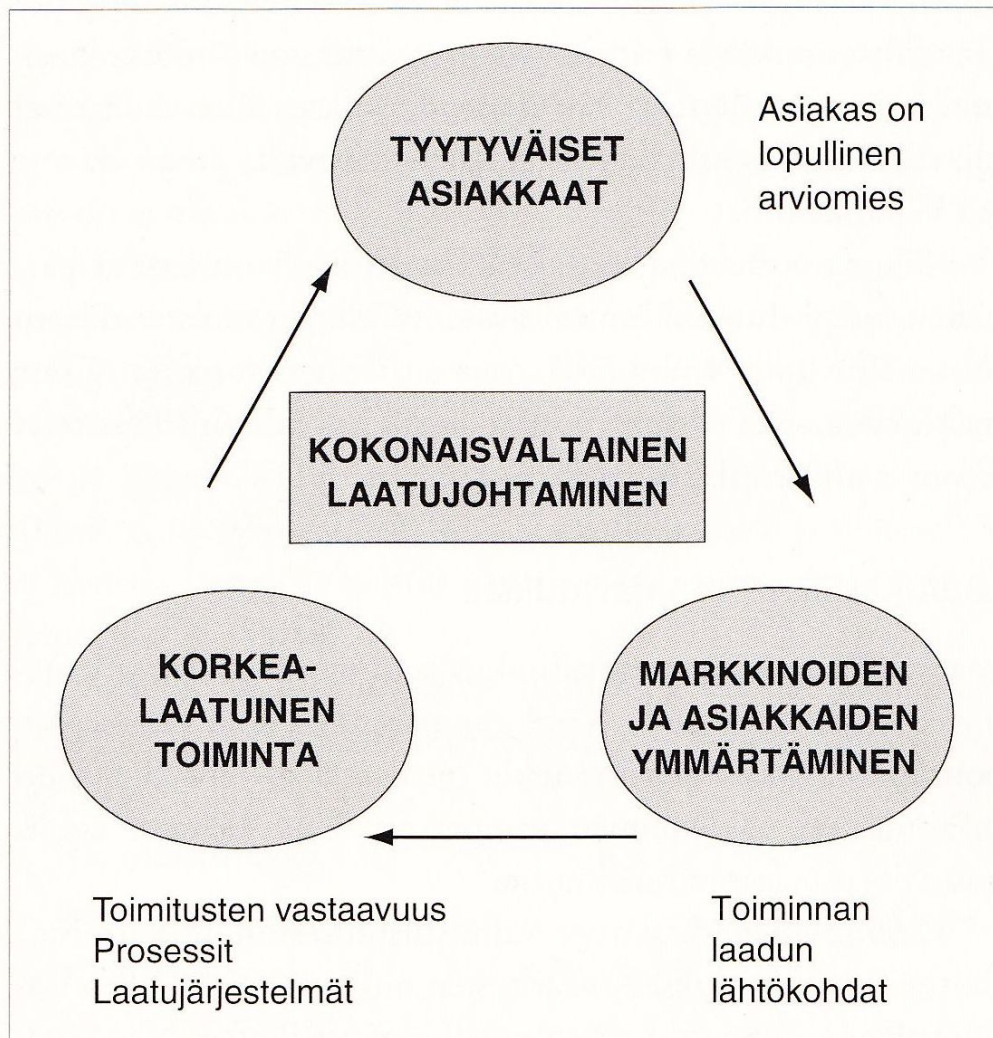 TYYTYVÄISET
ASIAKKAAT
Asiakas on
lopullinen
arviomies
KOKONAISVALTAINEN
LAATUJOHTAMINEN
KORKEA-
LAATUINEN
TOIMINTA
MARKKINOIDEN
JA ASIAKKAIDEN
YMMÄRTÄMINEN
Toimitusten vastaavuus
Prosessit
Laatujärjestelmät
Toiminnan
laadun
lähtökohdat